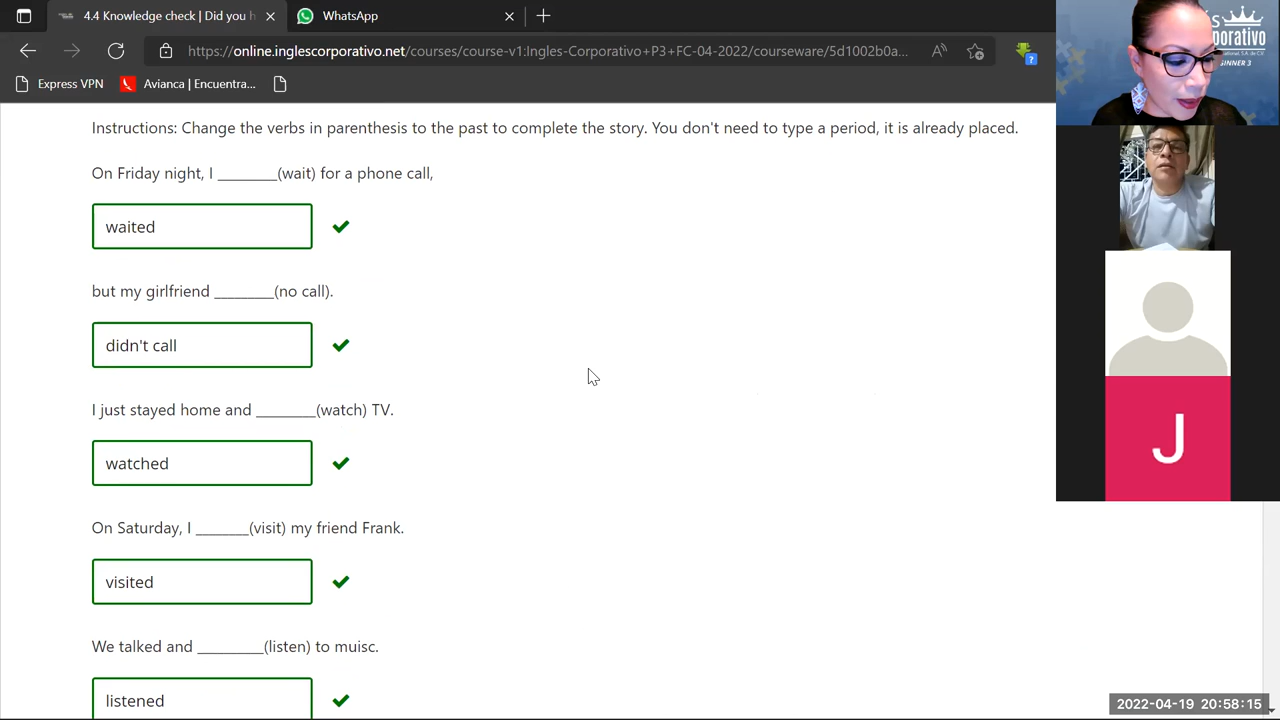 4.4 Knowledge check | Did you h
WhatsApp
https://online.inglescorporativo.net/courses/course-v1:Ingles-Corporativo+P3+FC-04-2022/courseware/5d1002b0a...
Express VPN
Avianca | Encuentra...
Instructions: Change the verbs in parenthesis to the past to complete the story. You don't need to type a period, it is already placed.
On Friday night, I ________(wait) for a phone call,
waited
but my girlfriend ________(no call).
didn't call
I just stayed home and ________(watch) TV.
watched
On Saturday, I _______(visit) my friend Frank.
visited
We talked and _________(listen) to muisc.
listened
J
2022-04-19 20:58:15